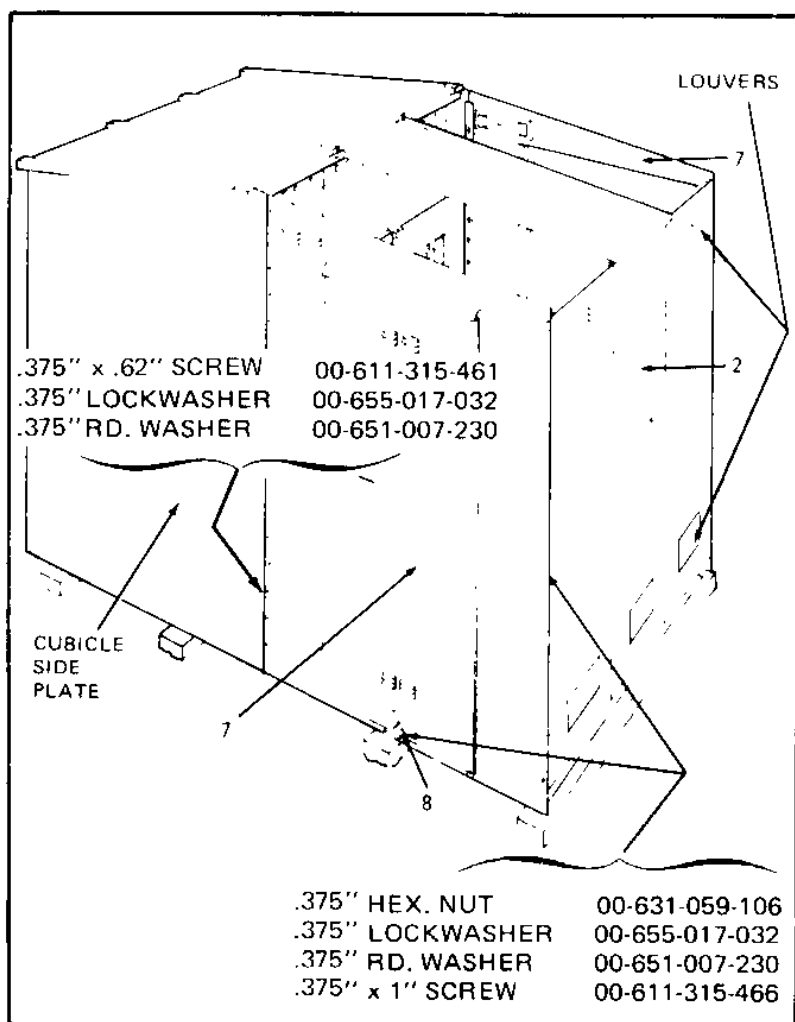 LOUVERS
7
.375" x .62" SCREW 00-611-315-461
.375" LOCKWASHER 00-655-017-032
.375" RD. WASHER 00-651-007-230
2
CUBICLE
SIDE
PLATE
7
8
.375" HEX. NUT 00-631-059-106
.375" LOCKWASHER 00-655-017-032
.375" RD. WASHER 00-651-007-230
.375" x 1" SCREW 00-611-315-466